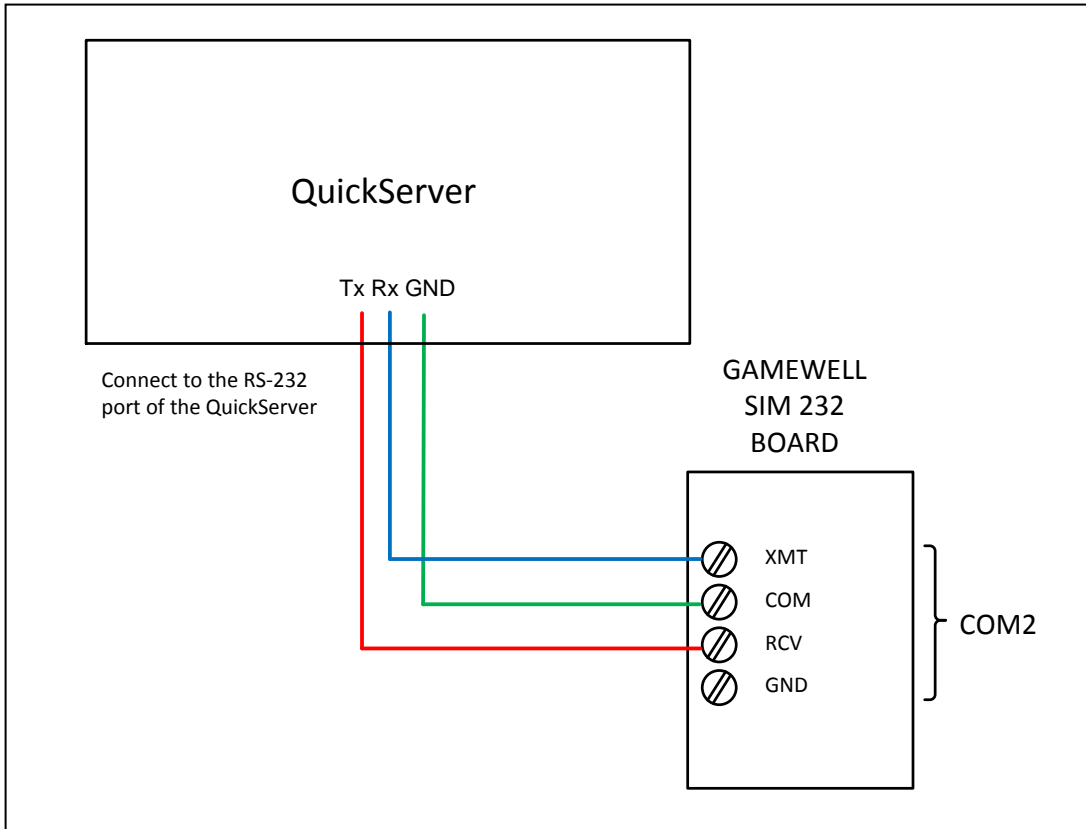 QuickServer
Tx Rx GND
Connect to the RS-232
port of the QuickServer
GAMEWELL
SIM 232
BOARD
XMT
COM
RCV
GND
COM2